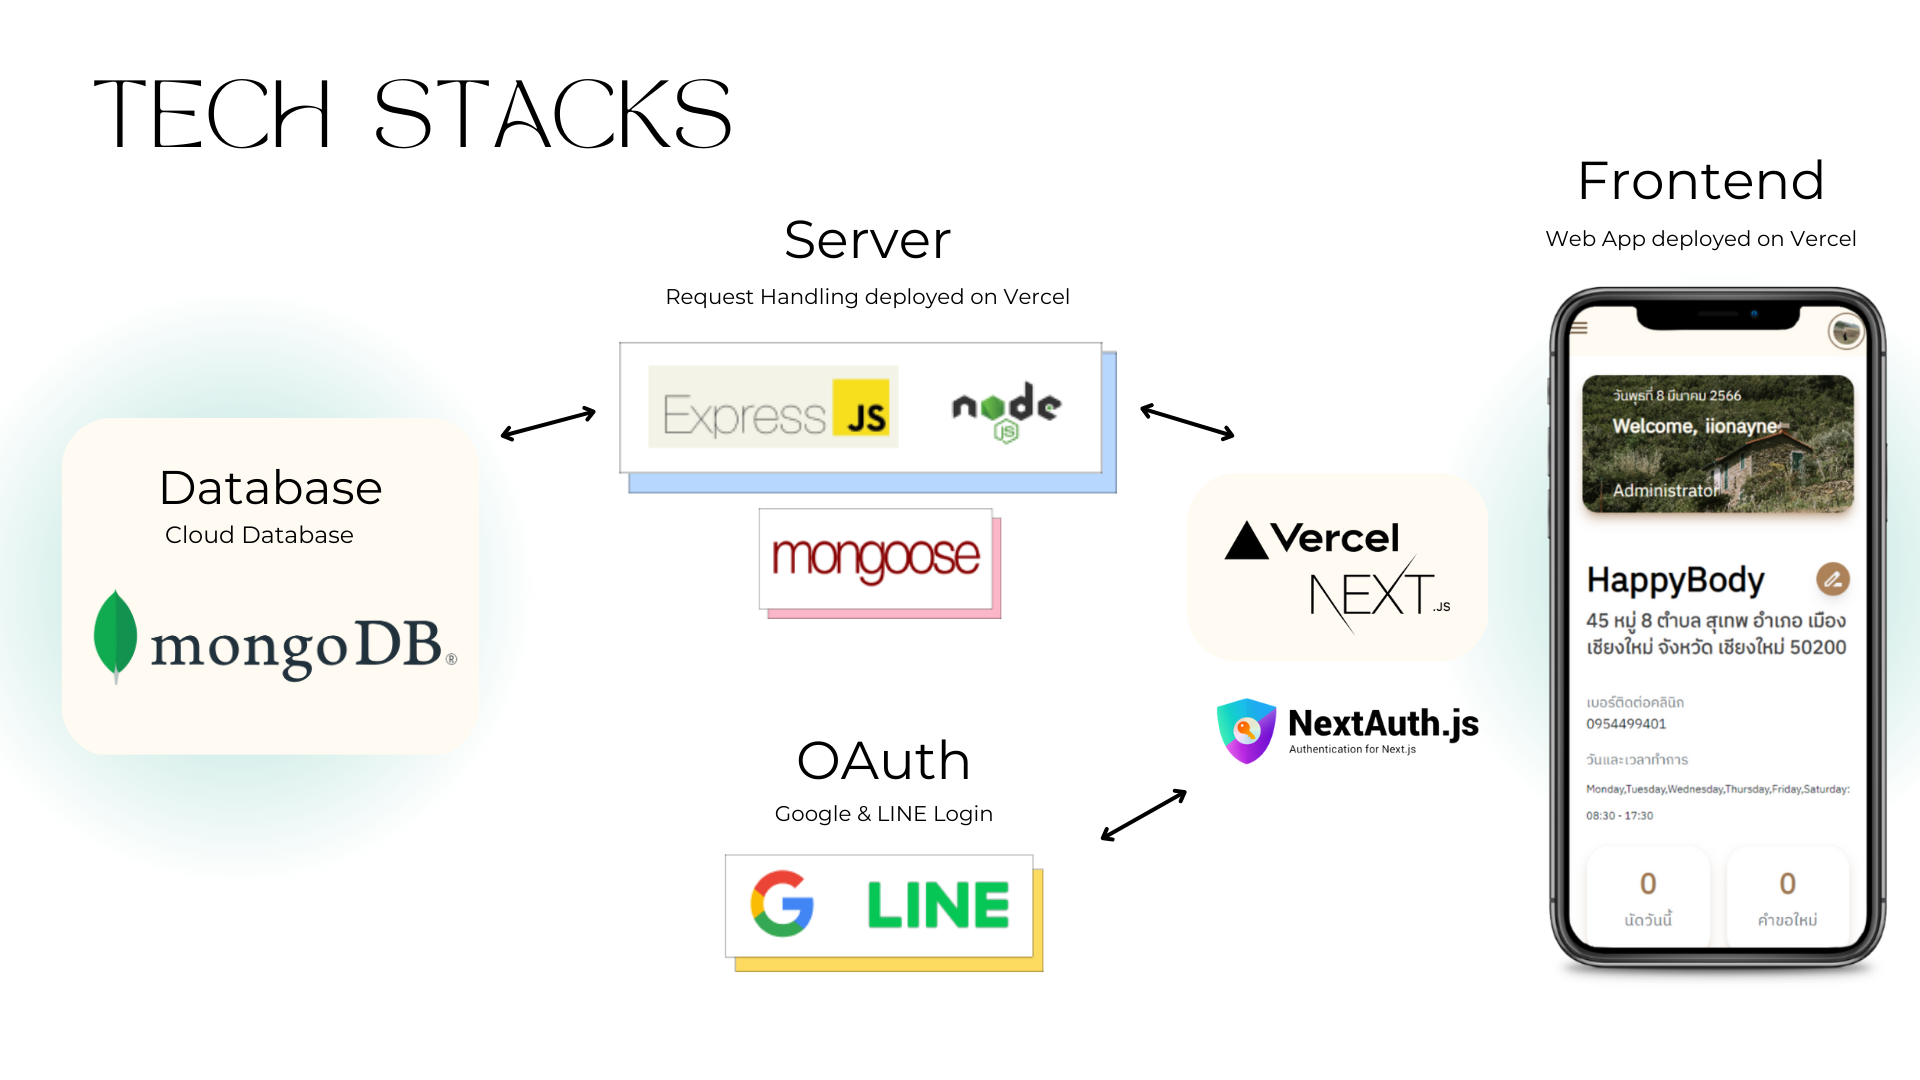 TECH STACKS
Database
Cloud Database
mongoDB®
Server
Request Handling deployed on Vercel
Express JS
node
JS
mongoose
OAuth
Google & LINE Login
G LINE
Vercel
NEXT.JS
NextAuth.js
Authentication for Next.js
Frontend
Web App deployed on Vercel
วันพุธที่ 8 มีนาคม 2566
Welcome, iionayne
Administrator
HappyBody
45 หมู่ 8 ตำบล สุเทพ อำเภอ เมือง
เชียงใหม่ จังหวัด เชียงใหม่ 50200
เบอร์ติดต่อคลินิก
0954499401
วันและเวลาทำการ
Monday,Tuesday,Wednesday,Thursday,Friday,Saturday:
08:30 - 17:30
0 0
นัดวันนี้ คำขอใหม่